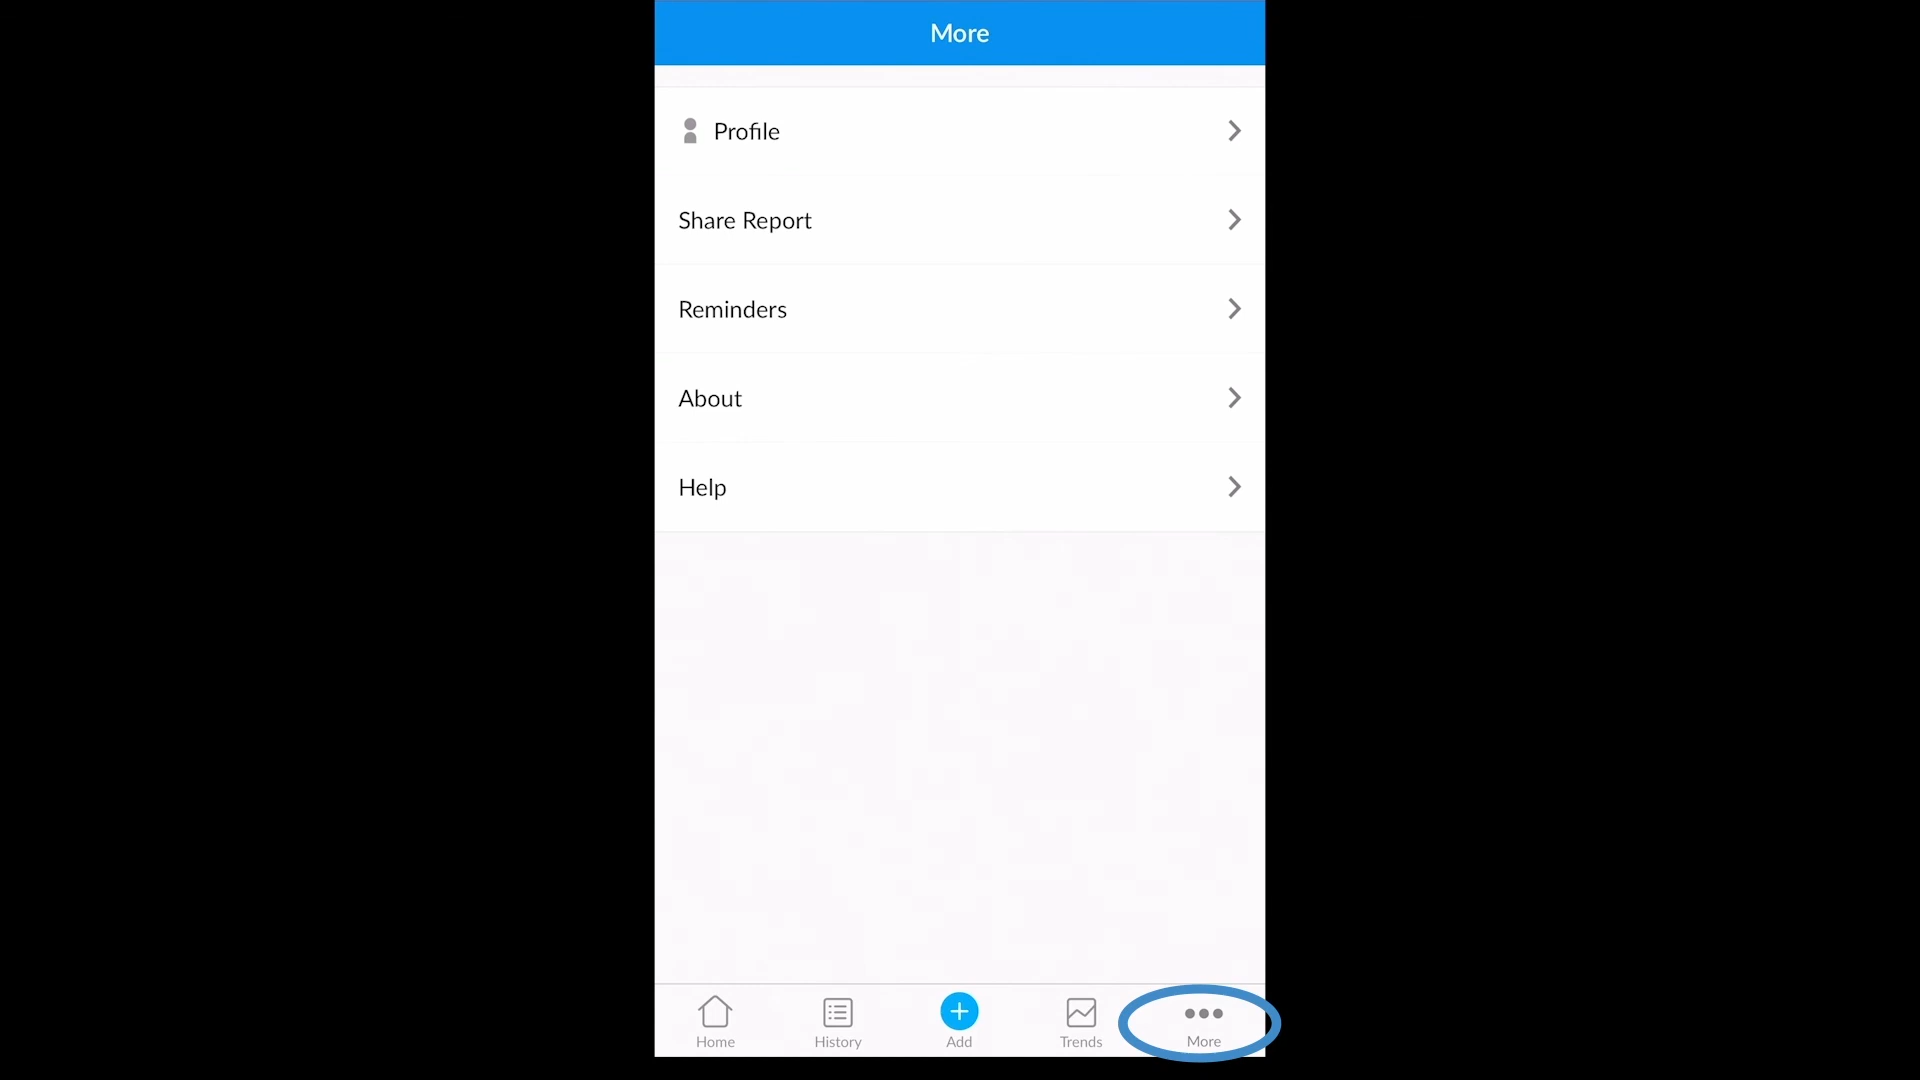 More
Profile
Share Report
Reminders
About
Help
Home
History
Add
Trends
More